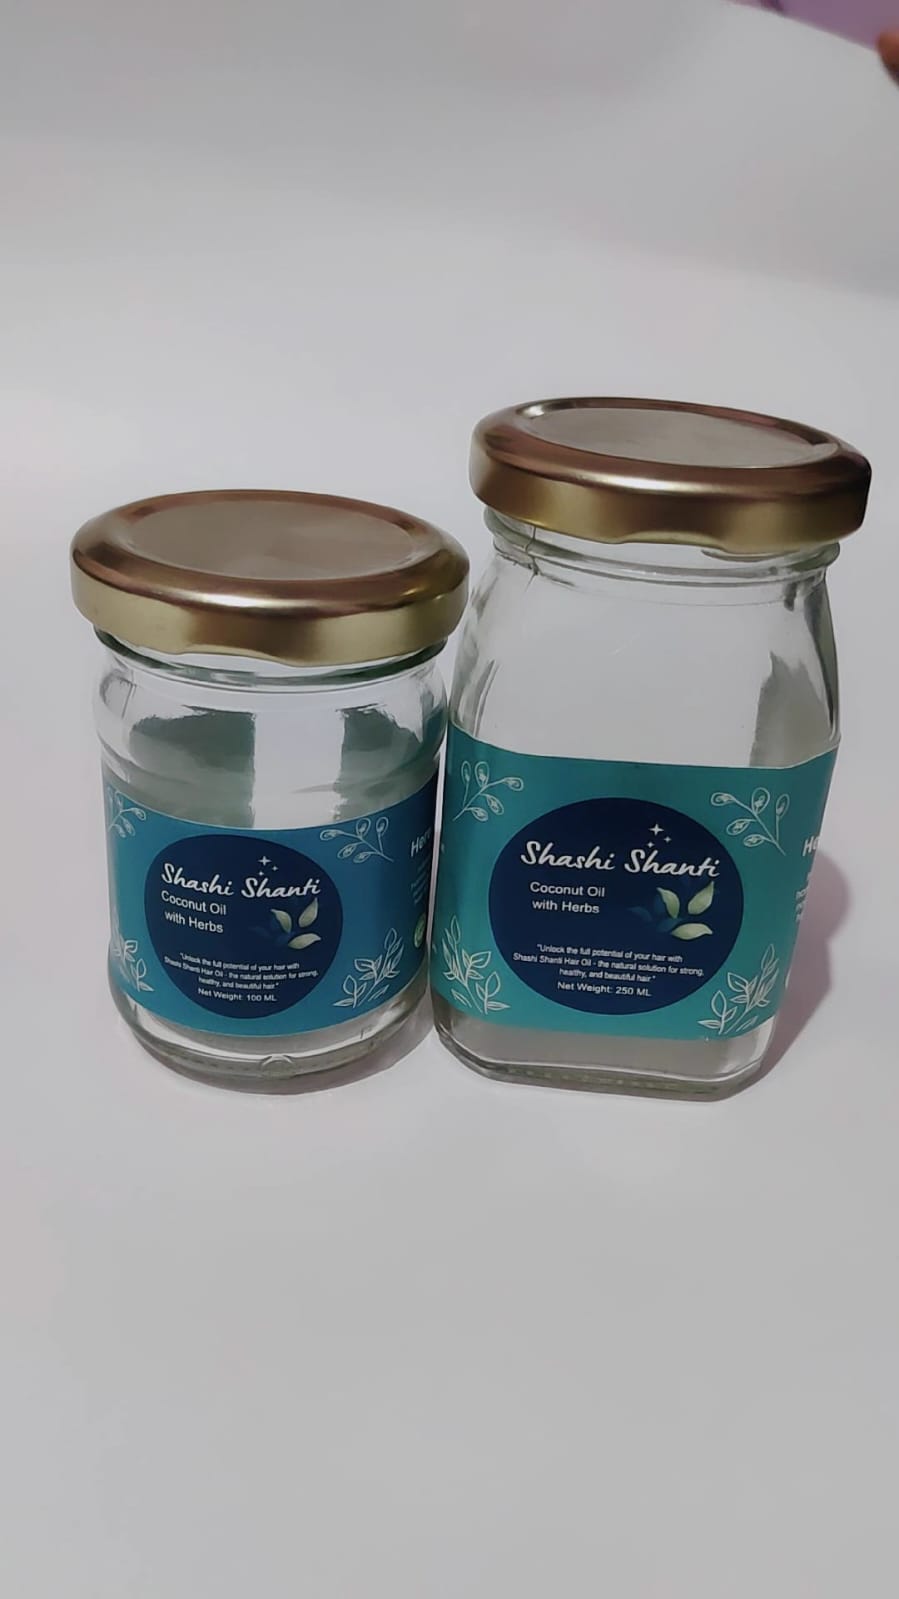 Shashi Shanti
Coconut Oil
with Herbs
"Unlock the full potential of your hair with
Shashi Shanti Hair Oil - the natural solution for strong,
healthy, and beautiful hair."
Net Weight: 100 ML
Shashi Shanti
Coconut Oil
with Herbs
"Unlock the full potential of your hair with
Shashi Shanti Hair Oil - the natural solution for strong,
healthy, and beautiful hair."
Net Weight: 250 ML